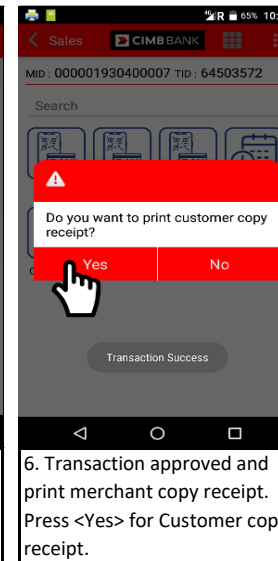 4G R 65% 10:
Sales CIMB BANK
MID : 000001930400007 TID : 64503572
Search
Do you want to print customer copy
receipt?
Yes No
Transaction Success
6. Transaction approved and
print merchant copy receipt.
Press <Yes> for Customer cop
receipt.